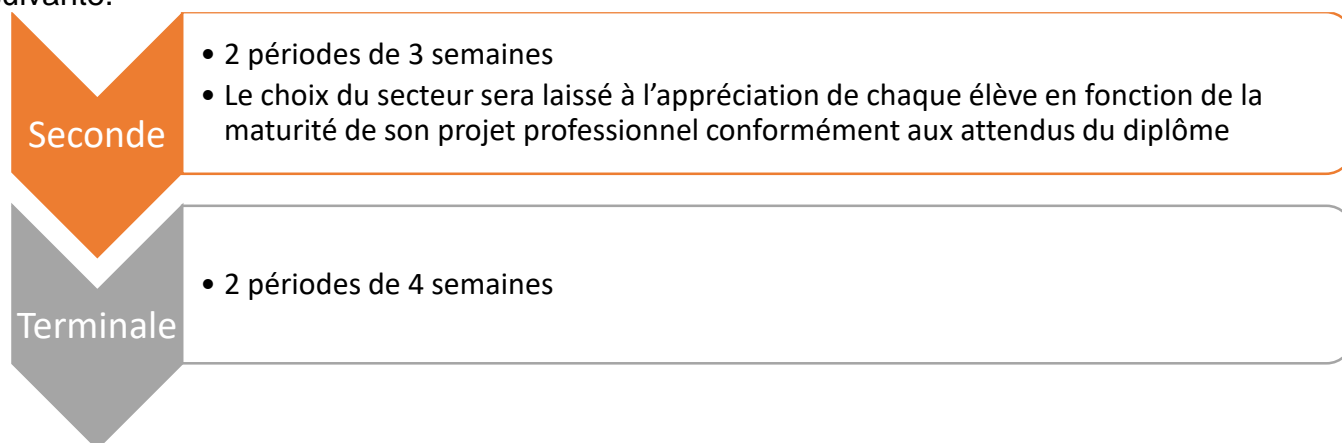 • 2 périodes de 3 semaines
• Le choix du secteur sera laissé à l'appréciation de chaque élève en fonction de la
maturité de son projet professionnel conformément aux attendus du diplôme
Seconde
• 2 périodes de 4 semaines
Terminale